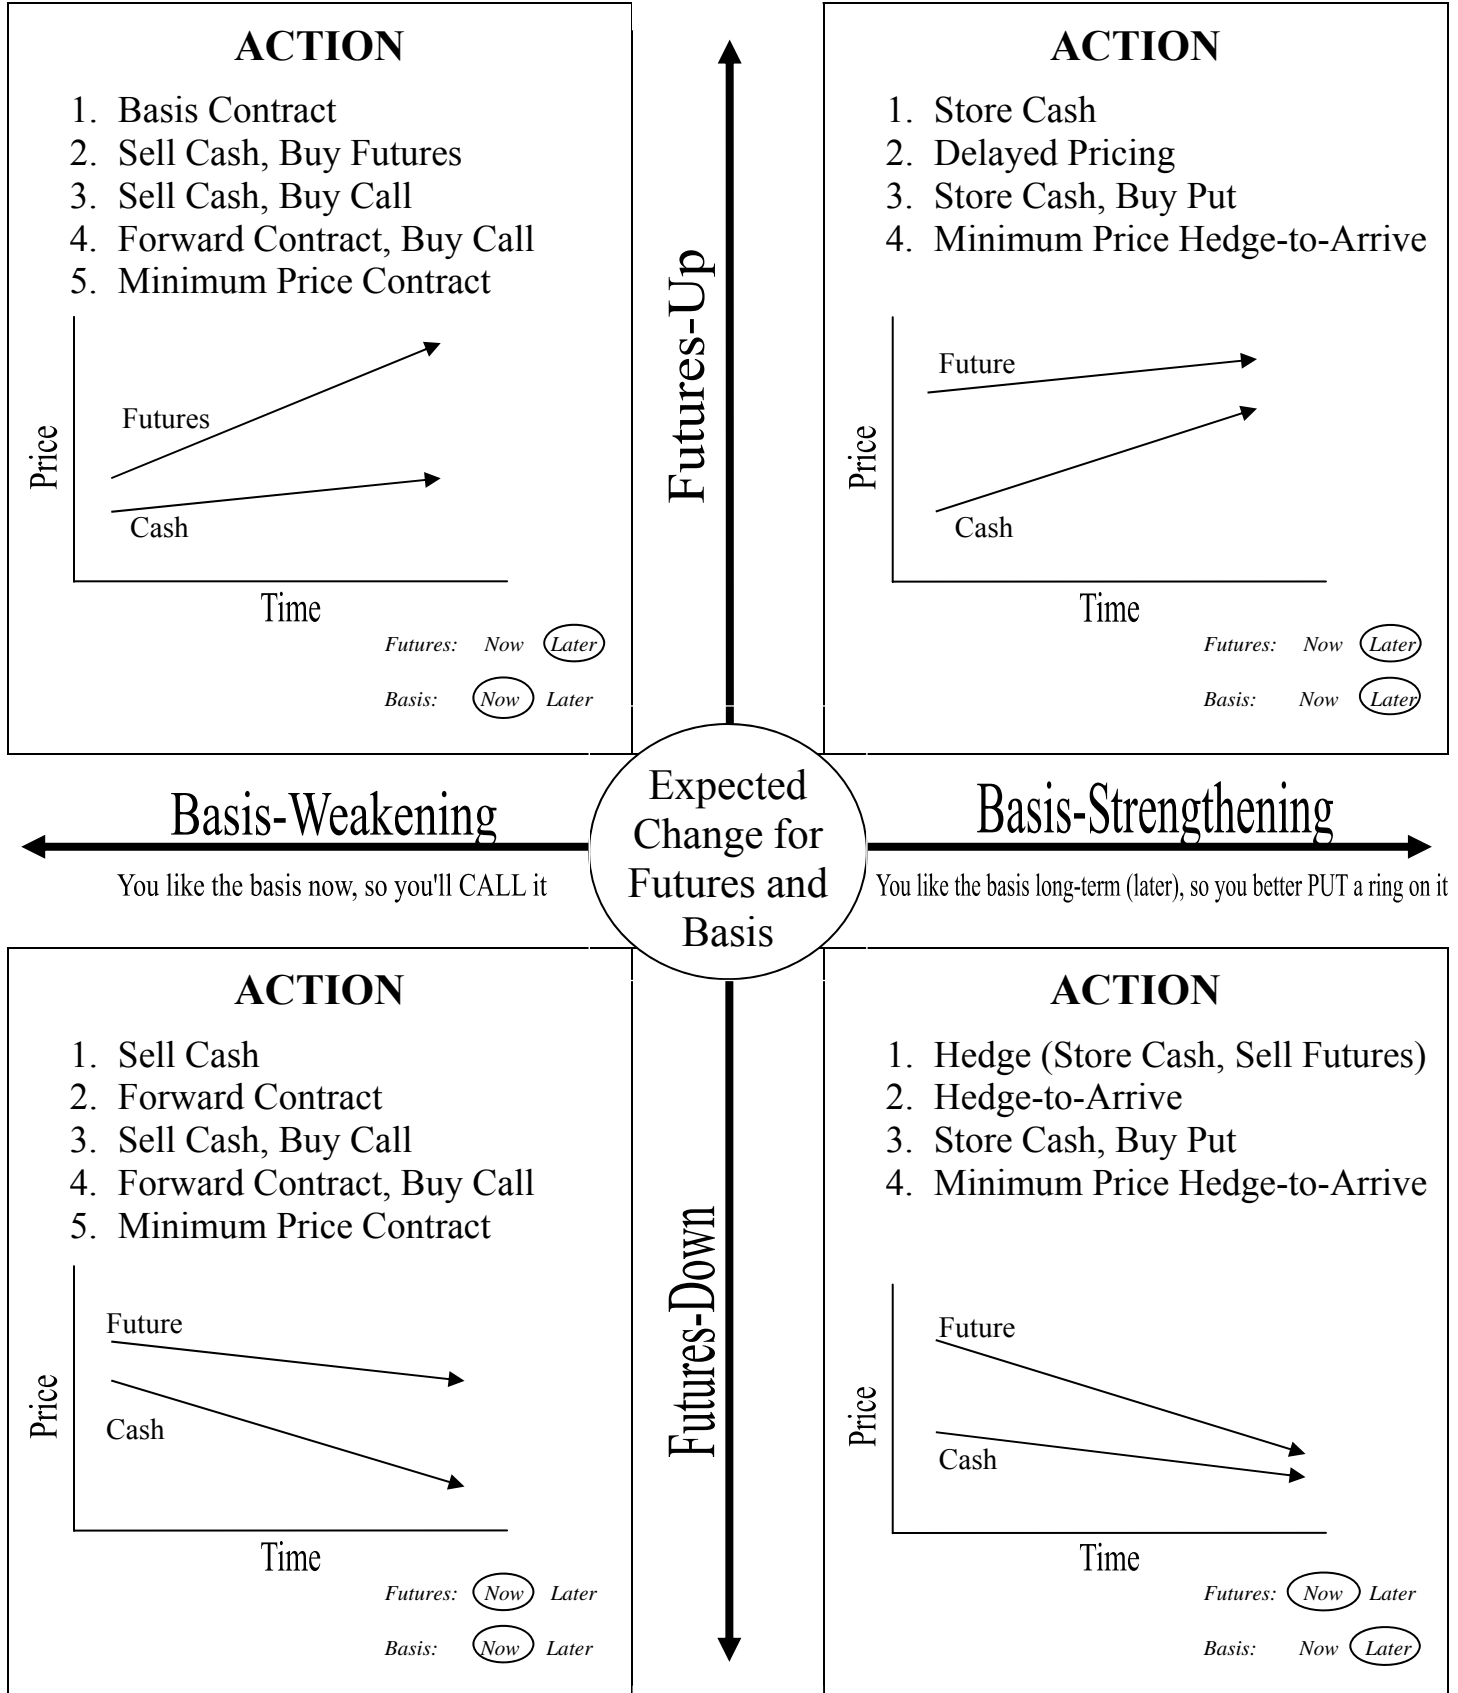 ACTION
1. Basis Contract
2. Sell Cash, Buy Futures
3. Sell Cash, Buy Call
4. Forward Contract, Buy Call
5. Minimum Price Contract
Price
Futures
Cash
Time
Futures: Now Later
Basis: Now Later
Futures-Up
ACTION
1. Store Cash
2. Delayed Pricing
3. Store Cash, Buy Put
4. Minimum Price Hedge-to-Arrive
Price
Future
Cash
Time
Futures: Now Later
Basis: Now Later
Basis-Weakening
You like the basis now, so you'll CALL it
Expected
Change for
Futures and
Basis
Basis-Strengthening
You like the basis long-term (later), so you better PUT a ring on it
ACTION
1. Sell Cash
2. Forward Contract
3. Sell Cash, Buy Call
4. Forward Contract, Buy Call
5. Minimum Price Contract
Price
Future
Cash
Time
Futures: Now Later
Basis: Now Later
Futures-Down
ACTION
1. Hedge (Store Cash, Sell Futures)
2. Hedge-to-Arrive
3. Store Cash, Buy Put
4. Minimum Price Hedge-to-Arrive
Price
Future
Cash
Time
Futures: Now Later
Basis: Now Later